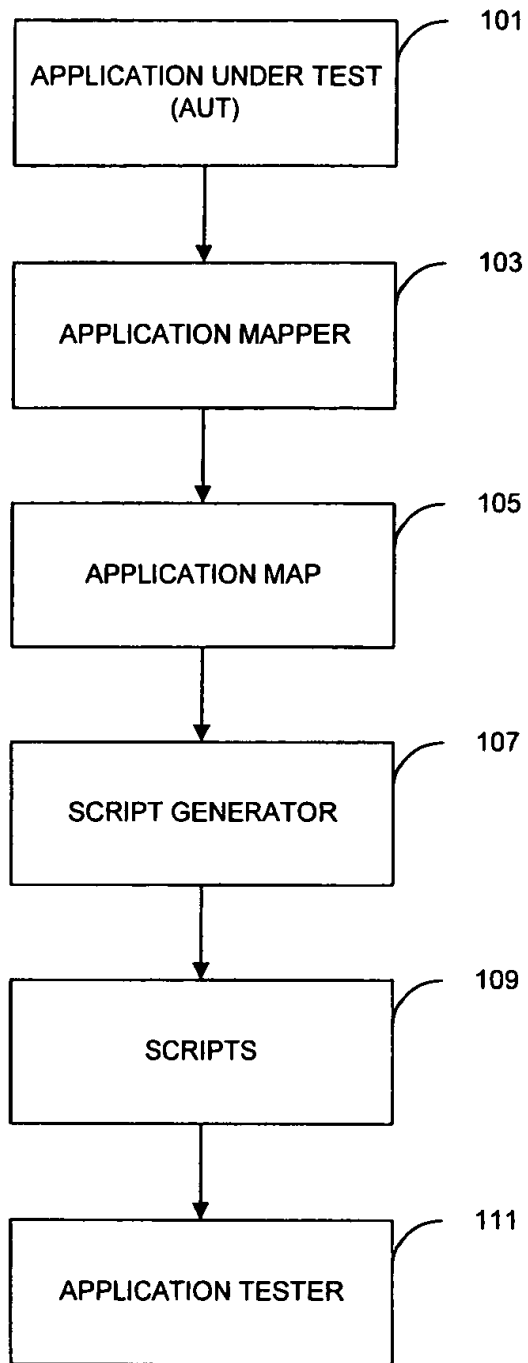 101
APPLICATION UNDER TEST
(AUT)
103
APPLICATION MAPPER
105
APPLICATION MAP
107
SCRIPT GENERATOR
109
SCRIPTS
111
APPLICATION TESTER